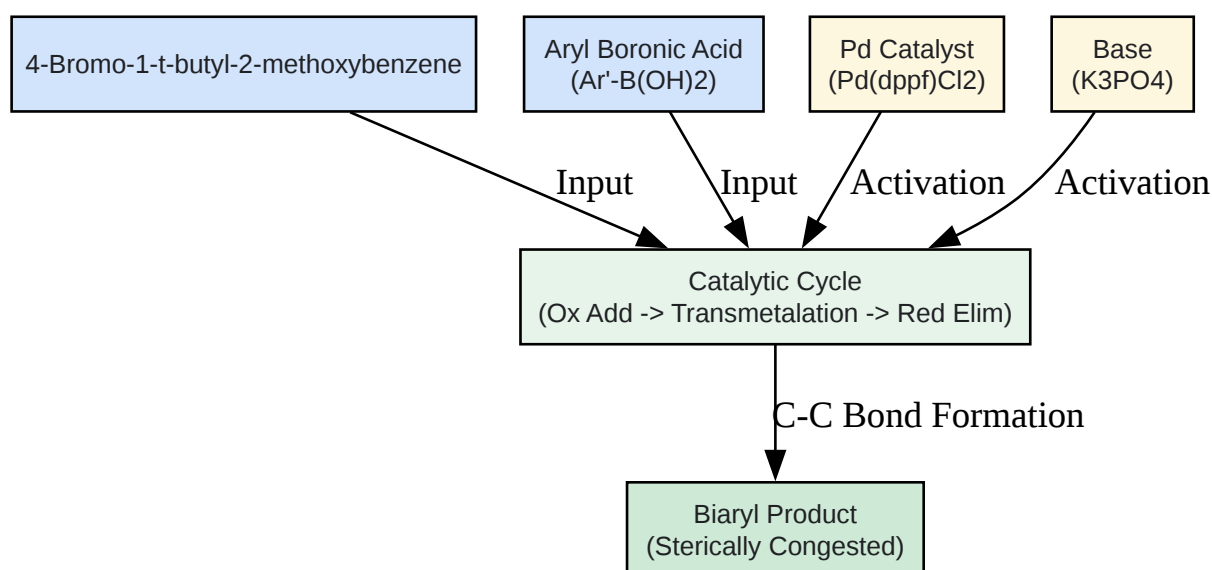 4-Bromo-1-t-butyl-2-methoxybenzene
Aryl Boronic Acid
(Ar'-B(OH)2)
Pd Catalyst
(Pd(dppf)Cl2)
Base
(K3PO4)
Input
Input
Activation
Activation
Catalytic Cycle
(Ox Add -> Transmetalation -> Red Elim)
C-C Bond Formation
Biaryl Product
(Sterically Congested)